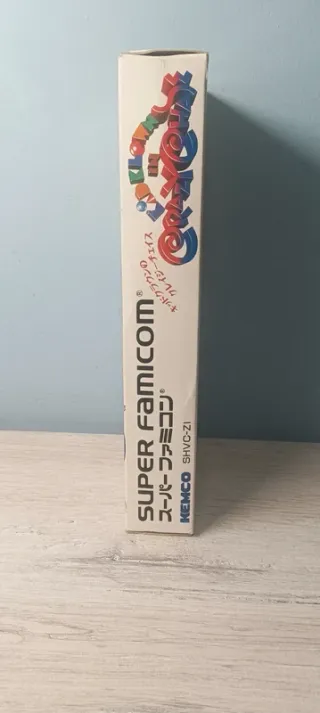 KID KLOWN
IN
CRAZY CHASE
キッド・クラウンの
クレイジーチェイス
SUPER FAMICOM®
スーパーファミコン®
KEMCO SHVC-ZI